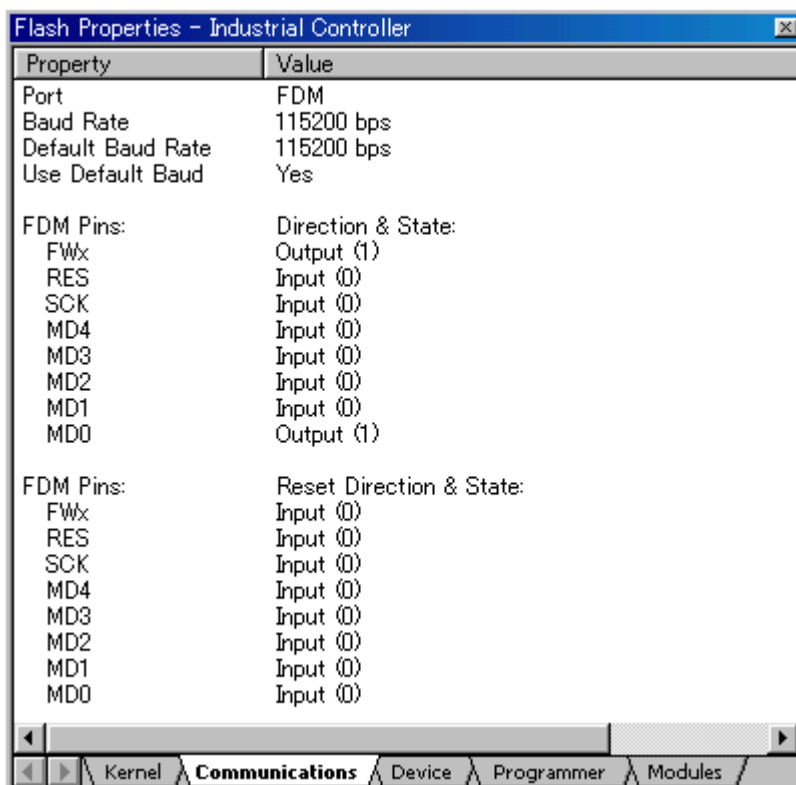 Flash Properties - Industrial Controller
Property Value
Port FDM
Baud Rate 115200 bps
Default Baud Rate 115200 bps
Use Default Baud Yes
FDM Pins: Direction & State:
FWx Output (1)
RES Input (0)
SCK Input (0)
MD4 Input (0)
MD3 Input (0)
MD2 Input (0)
MD1 Input (0)
MD0 Output (1)
FDM Pins: Reset Direction & State:
FWx Input (0)
RES Input (0)
SCK Input (0)
MD4 Input (0)
MD3 Input (0)
MD2 Input (0)
MD1 Input (0)
MD0 Input (0)
Kernel Communications Device Programmer Modules